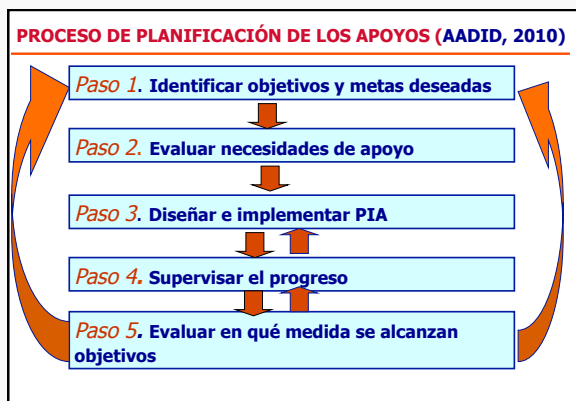 PROCESO DE PLANIFICACIÓN DE LOS APOYOS (AADID, 2010)
Paso 1. Identificar objetivos y metas deseadas
Paso 2. Evaluar necesidades de apoyo
Paso 3. Diseñar e implementar PIA
Paso 4. Supervisar el progreso
Paso 5. Evaluar en qué medida se alcanzan
objetivos